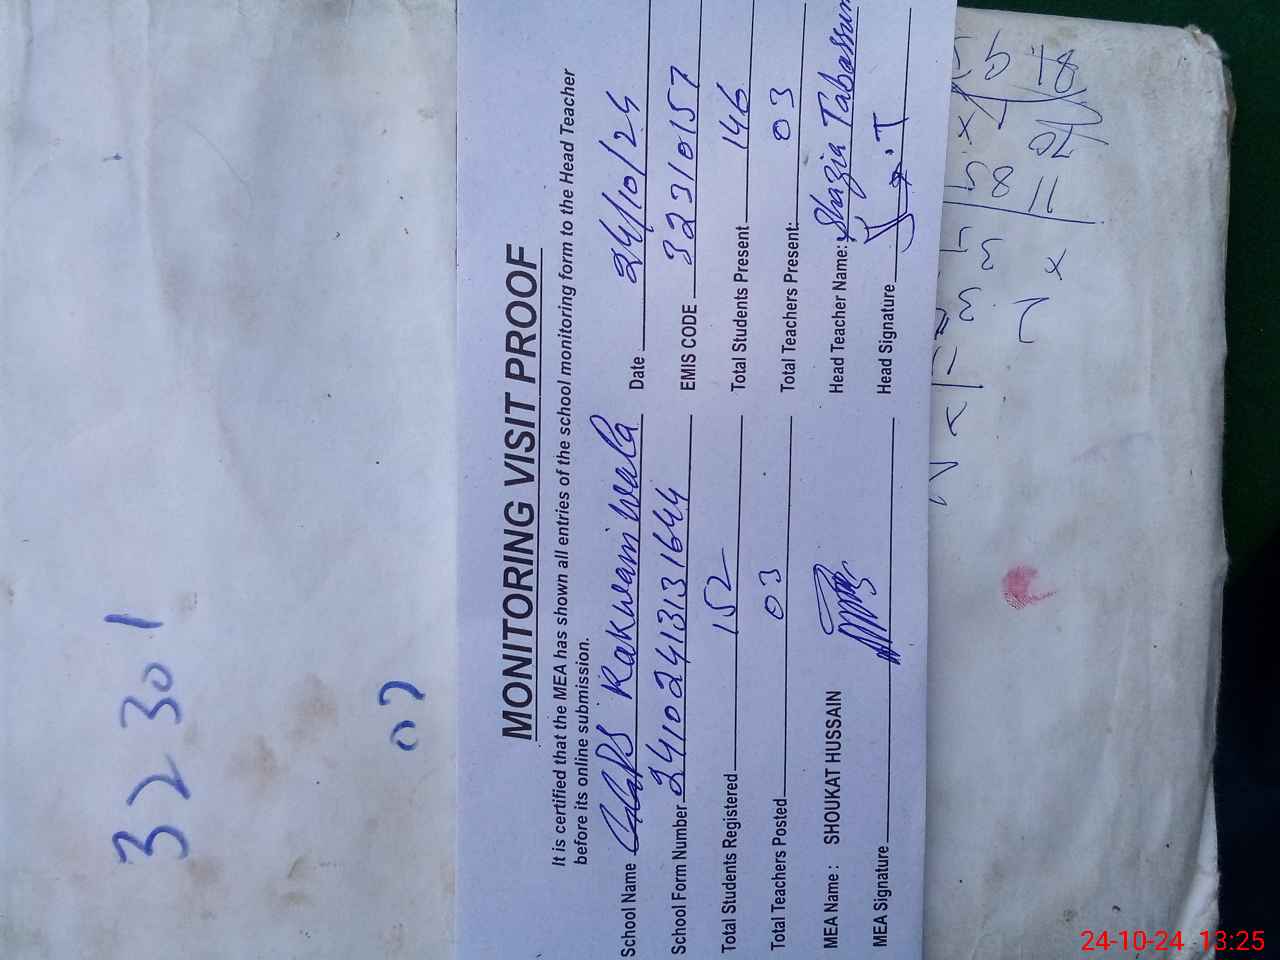 32301
07
MONITORING VISIT PROOF
It is certified that the MEA has shown all entries of the school monitoring form to the Head Teacher
before its online submission.
School Name GGPS Kakwaniwala Date 24/10/24
School Form Number 24102413131644 EMIS CODE 32310157
Total Students Registered 152 Total Students Present 146
Total Teachers Posted 03 Total Teachers Present: 03
MEA Name : SHOUKAT HUSSAIN Head Teacher Name: Shazia Tabassum
MEA Signature Head Signature
24-10-24 13:25